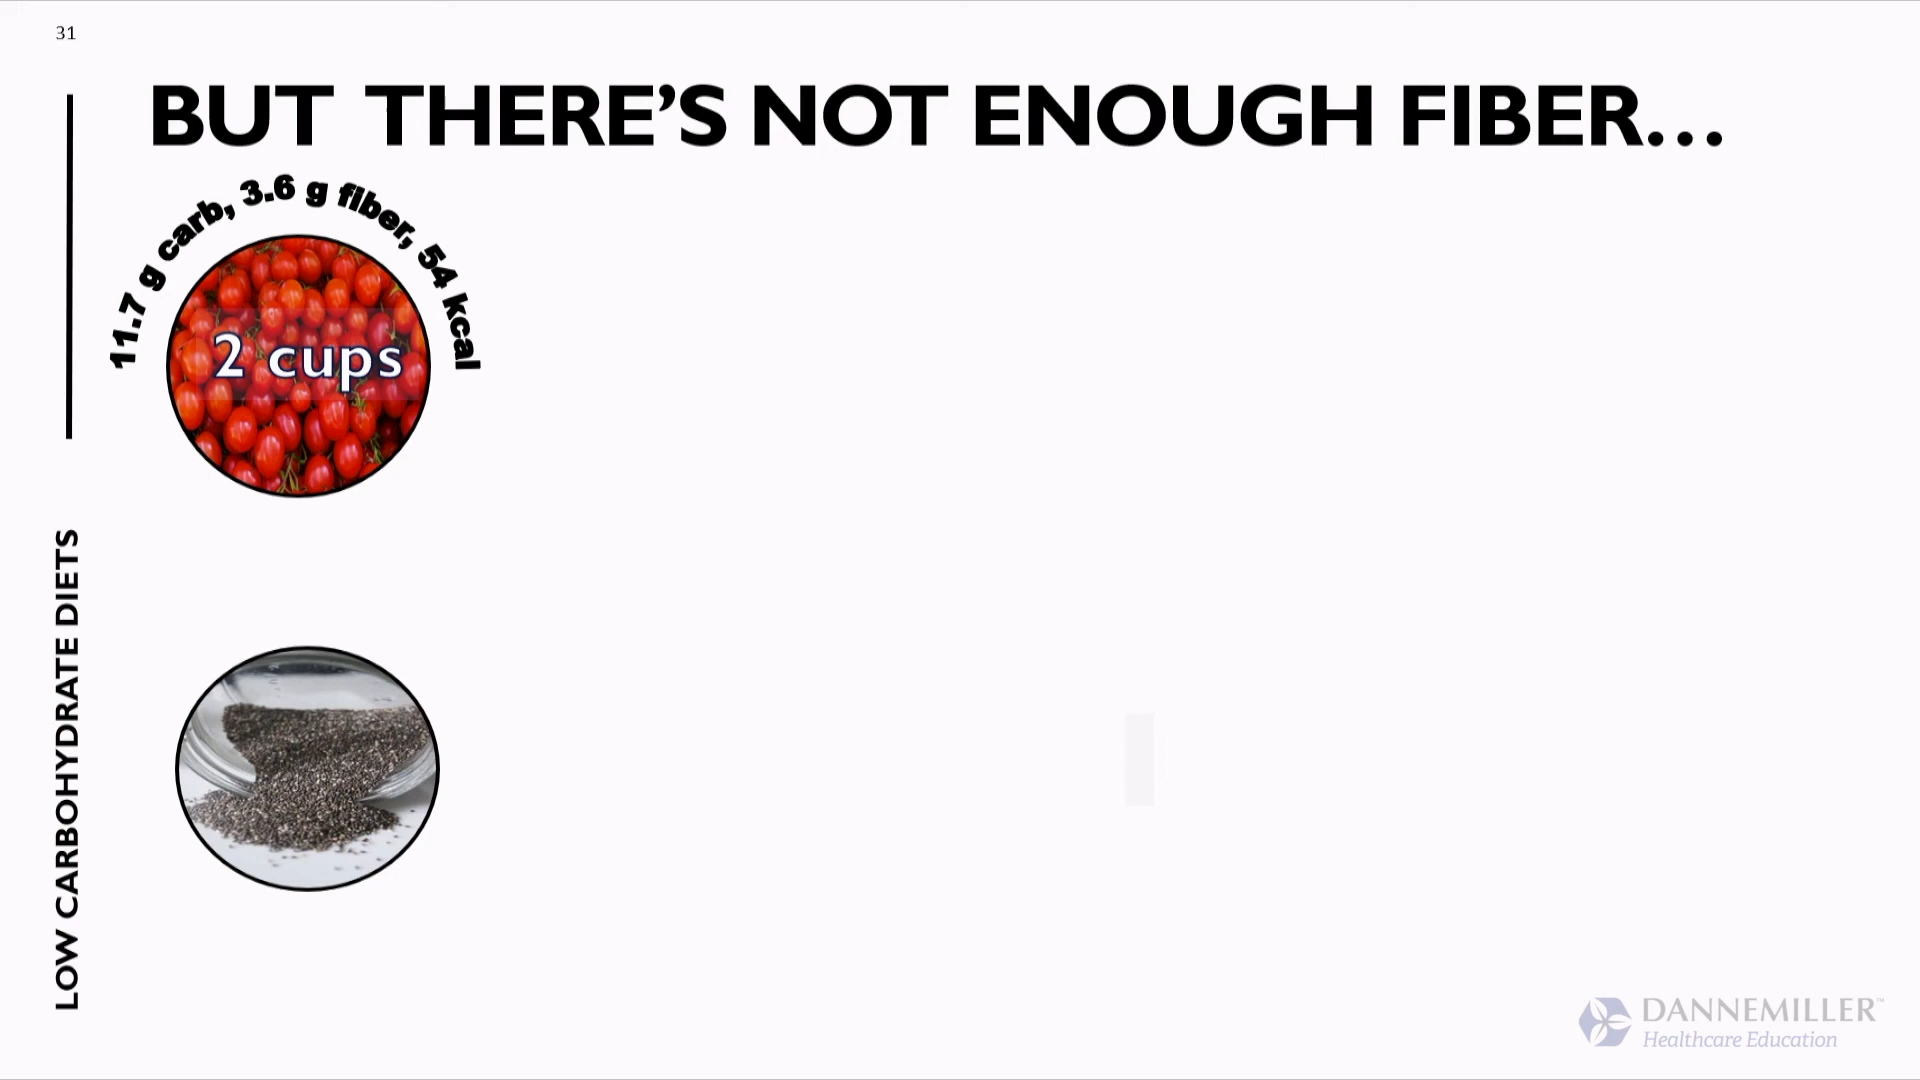 31
BUT THERE’S NOT ENOUGH FIBER…
11.7 g carb, 3.6 g fiber, 54 kcal
2 cups
LOW CARBOHYDRATE DIETS
DANNEMILLER™
Healthcare Education